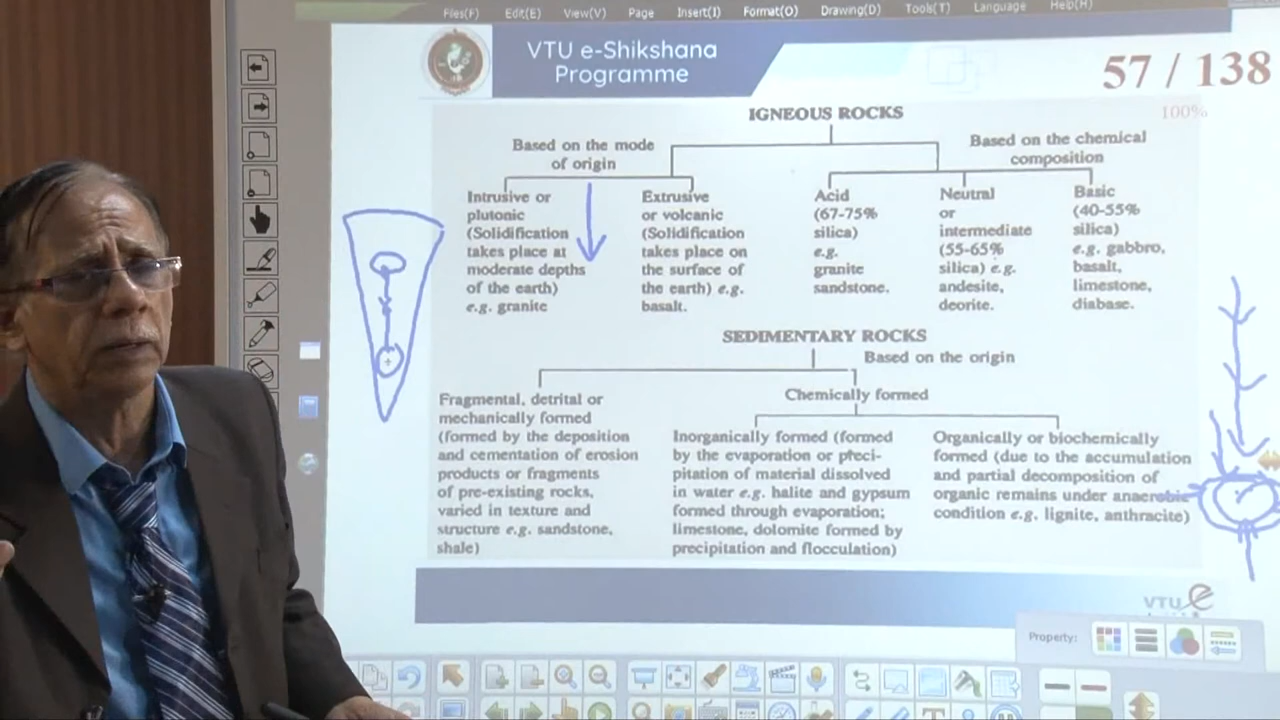 Files(F) Edit(E) View(V) Page Insert(I) Format(O) Drawing(D) Tools(T) Language Help(H)
VTU e-Shikshana
Programme
57 / 138
100%
IGNEOUS ROCKS
Based on the mode
of origin
Based on the chemical
composition
Intrusive or
plutonic
(Solidification
takes place at
moderate depths
of the earth)
e.g. granite
Extrusive
or volcanic
(Solidification
takes place on
the surface of
the earth) e.g.
basalt.
Acid
(67-75%
silica)
e.g.
granite
sandstone.
Neutral
or
intermediate
(55-65%
silica) e.g.
andesite,
deorite.
Basic
(40-55%
silica)
e.g. gabbro,
basalt,
limestone,
diabase.
SEDIMENTARY ROCKS
Based on the origin
Fragmental, detrital or
mechanically formed
(formed by the deposition
and cementation of erosion
products or fragments
of pre-existing rocks,
varied in texture and
structure e.g. sandstone,
shale)
Chemically formed
Inorganically formed (formed
by the evaporation or preci-
pitation of material dissolved
in water e.g. halite and gypsum
formed through evaporation;
limestone, dolomite formed by
precipitation and flocculation)
Organically or biochemically
formed (due to the accumulation
and partial decomposition of
organic remains under anaerobic
condition e.g. lignite, anthracite)
VTU e
Property: